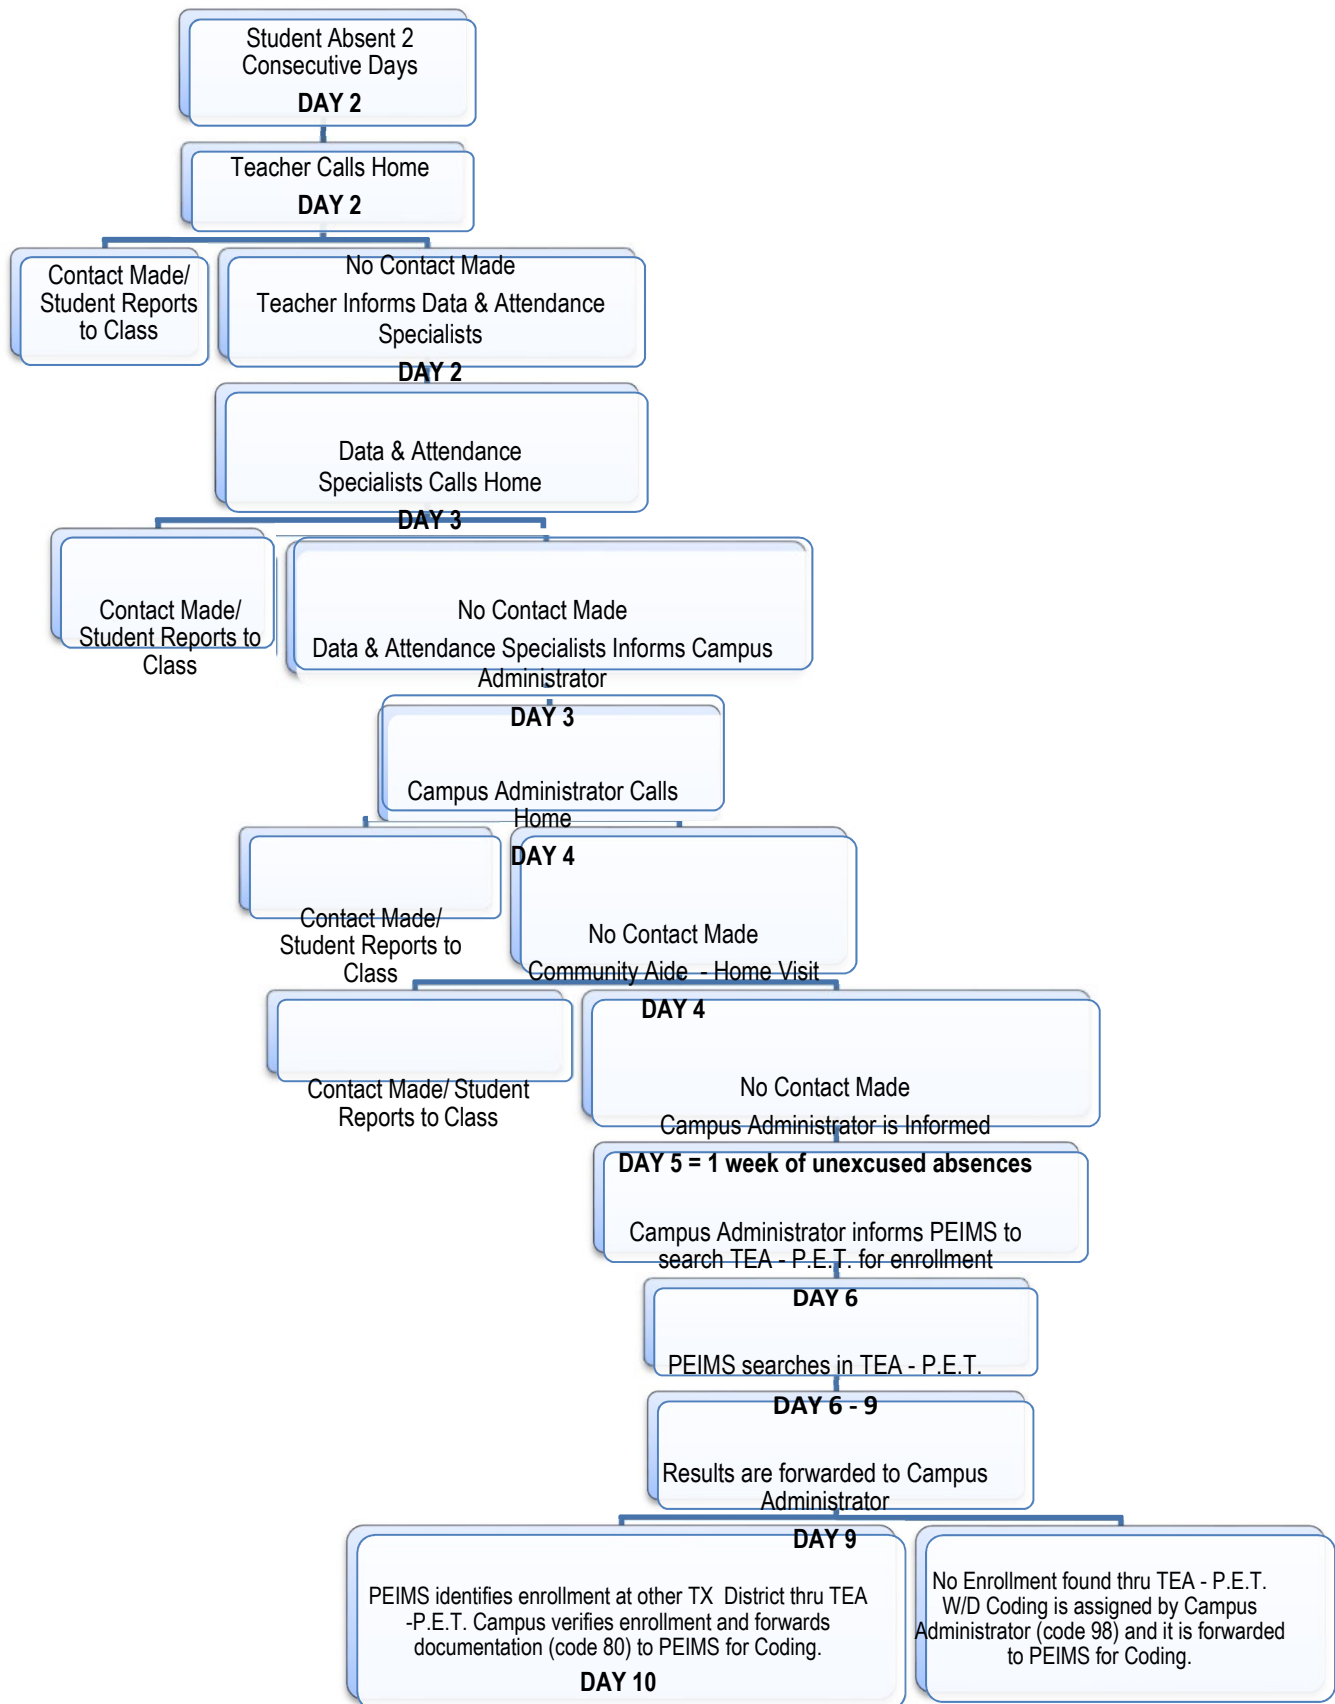 Student Absent 2
Consecutive Days
DAY 2
Teacher Calls Home
DAY 2
Contact Made/
Student Reports
to Class
No Contact Made
Teacher Informs Data & Attendance
Specialists
DAY 2
Data & Attendance
Specialists Calls Home
DAY 3
Contact Made/
Student Reports to
Class
No Contact Made
Data & Attendance Specialists Informs Campus
Administrator
DAY 3
Campus Administrator Calls
Home
DAY 4
Contact Made/
Student Reports to
Class
No Contact Made
Community Aide - Home Visit
DAY 4
Contact Made/ Student
Reports to Class
No Contact Made
Campus Administrator is Informed
DAY 5 = 1 week of unexcused absences
Campus Administrator informs PEIMS to
search TEA - P.E.T. for enrollment
DAY 6
PEIMS searches in TEA - P.E.T.
DAY 6 - 9
Results are forwarded to Campus
Administrator
DAY 9
PEIMS identifies enrollment at other TX District thru TEA
-P.E.T. Campus verifies enrollment and forwards
documentation (code 80) to PEIMS for Coding.
DAY 10
No Enrollment found thru TEA - P.E.T.
W/D Coding is assigned by Campus
Administrator (code 98) and it is forwarded
to PEIMS for Coding.